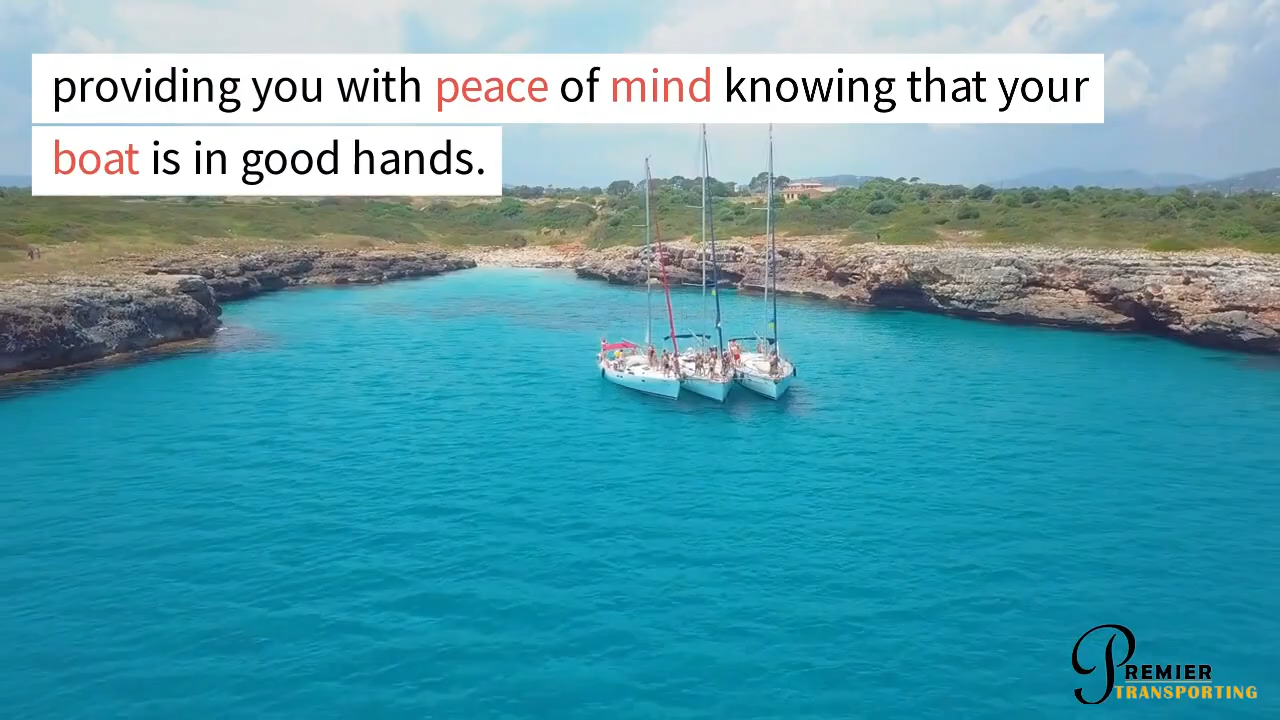 providing you with peace of mind knowing that your
boat is in good hands.
PREMIER
TRANSPORTING